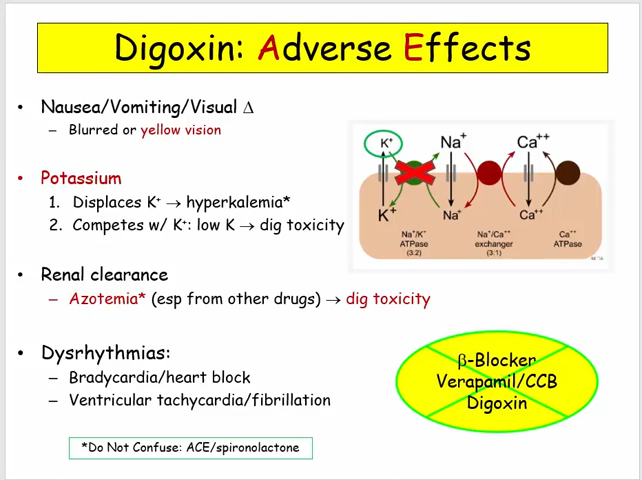 Digoxin: Adverse Effects
• Nausea/Vomiting/Visual Δ
– Blurred or yellow vision
• Potassium
1. Displaces K⁺ → hyperkalemia*
2. Competes w/ K⁺: low K → dig toxicity
• Renal clearance
– Azotemia* (esp from other drugs) → dig toxicity
• Dysrhythmias:
– Bradycardia/heart block
– Ventricular tachycardia/fibrillation
*Do Not Confuse: ACE/spironolactone
K⁺ Na⁺ Ca⁺⁺
K⁺ Na⁺ Ca⁺⁺
Na⁺/K⁺ Na⁺/Ca⁺⁺ Ca⁺⁺
ATPase exchanger ATPase
(3:2) (3:1)
β-Blocker
Verapamil/CCB
Digoxin